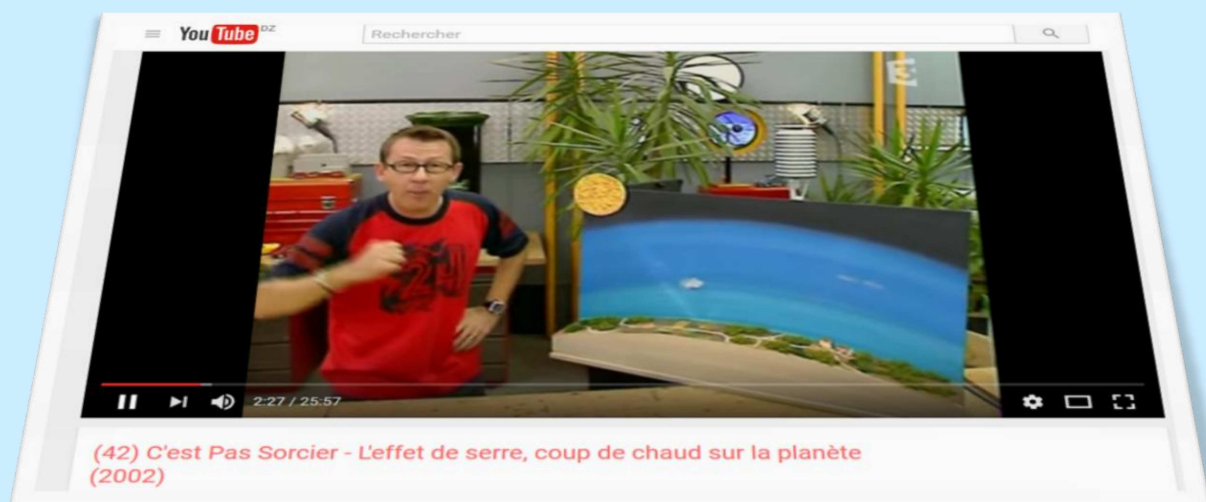 YouTube DZ
Rechercher
3
24
2:27 / 25:57
(42) C'est Pas Sorcier - L'effet de serre, coup de chaud sur la planète
(2002)